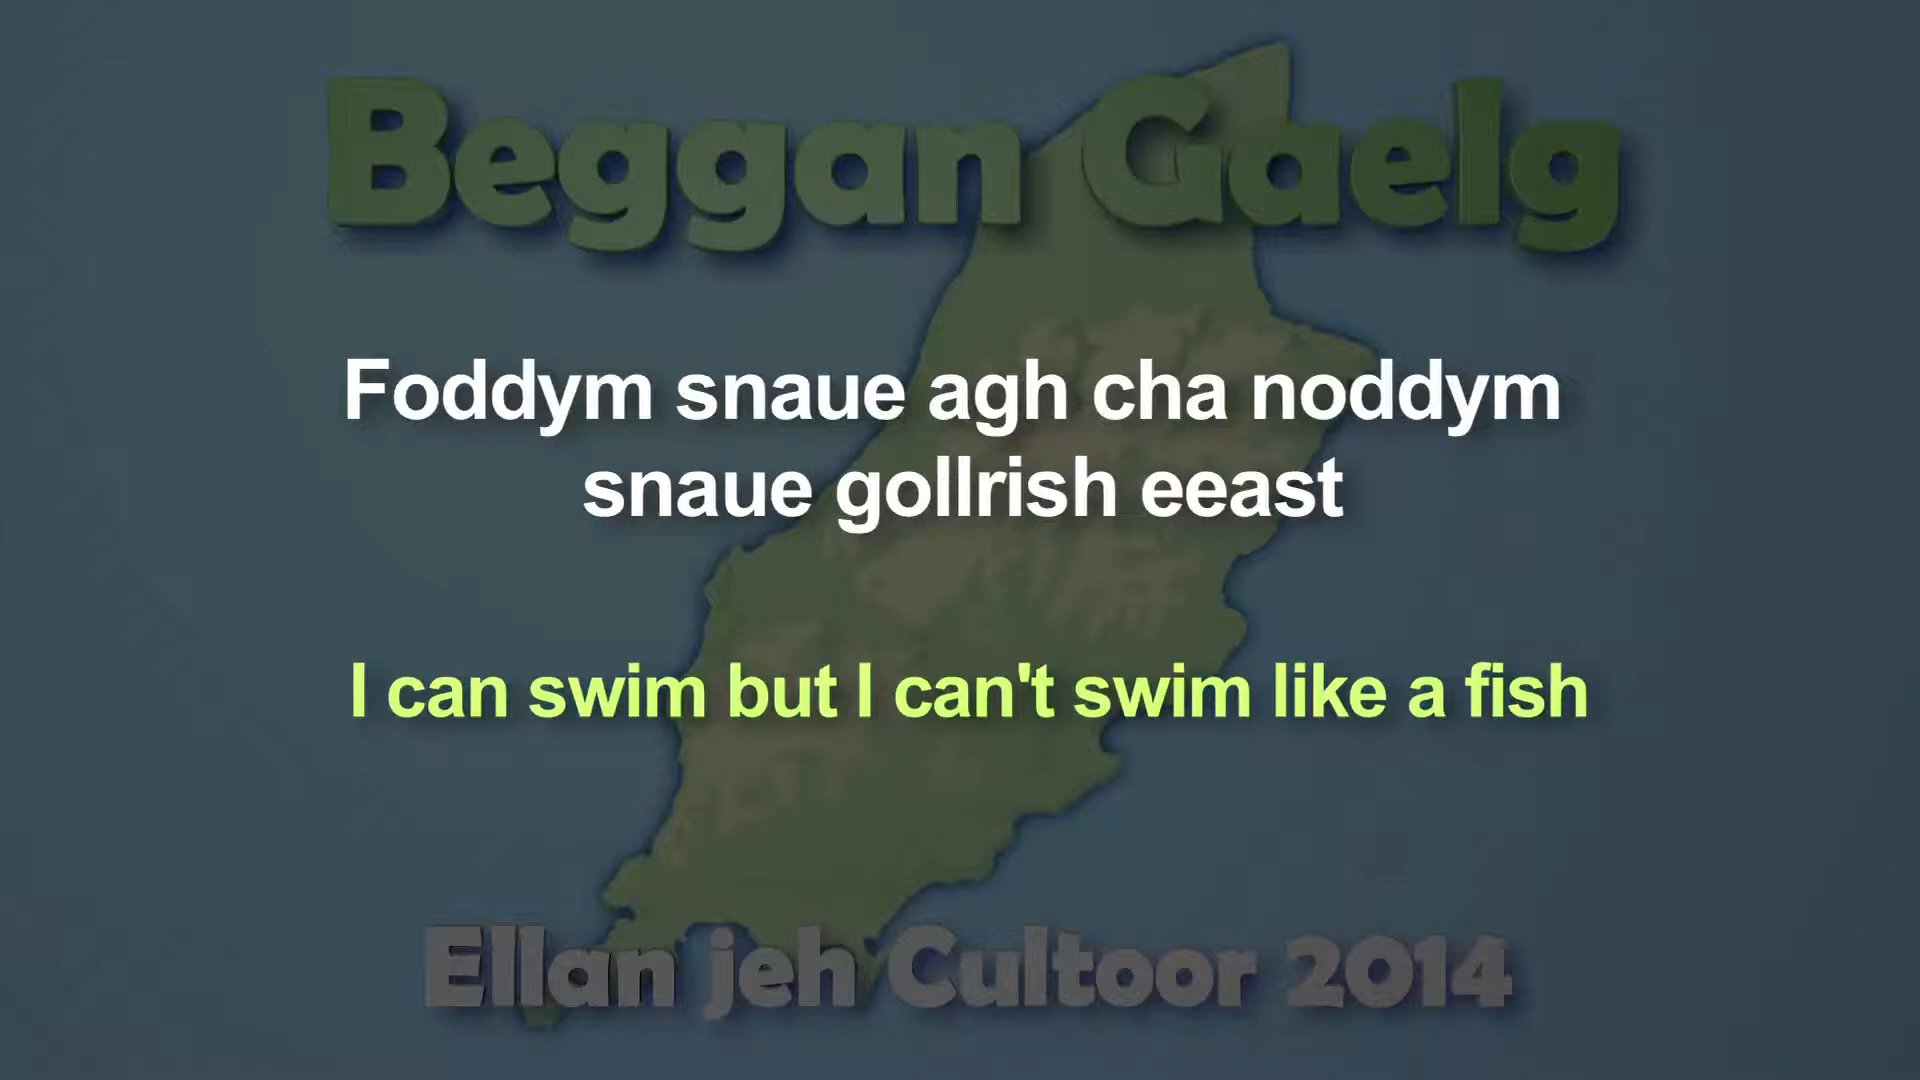 Beggan Gaelg
Foddym snaue agh cha noddym
snaue gollrish eeast
I can swim but I can't swim like a fish
Ellan jeh Cultoor 2014